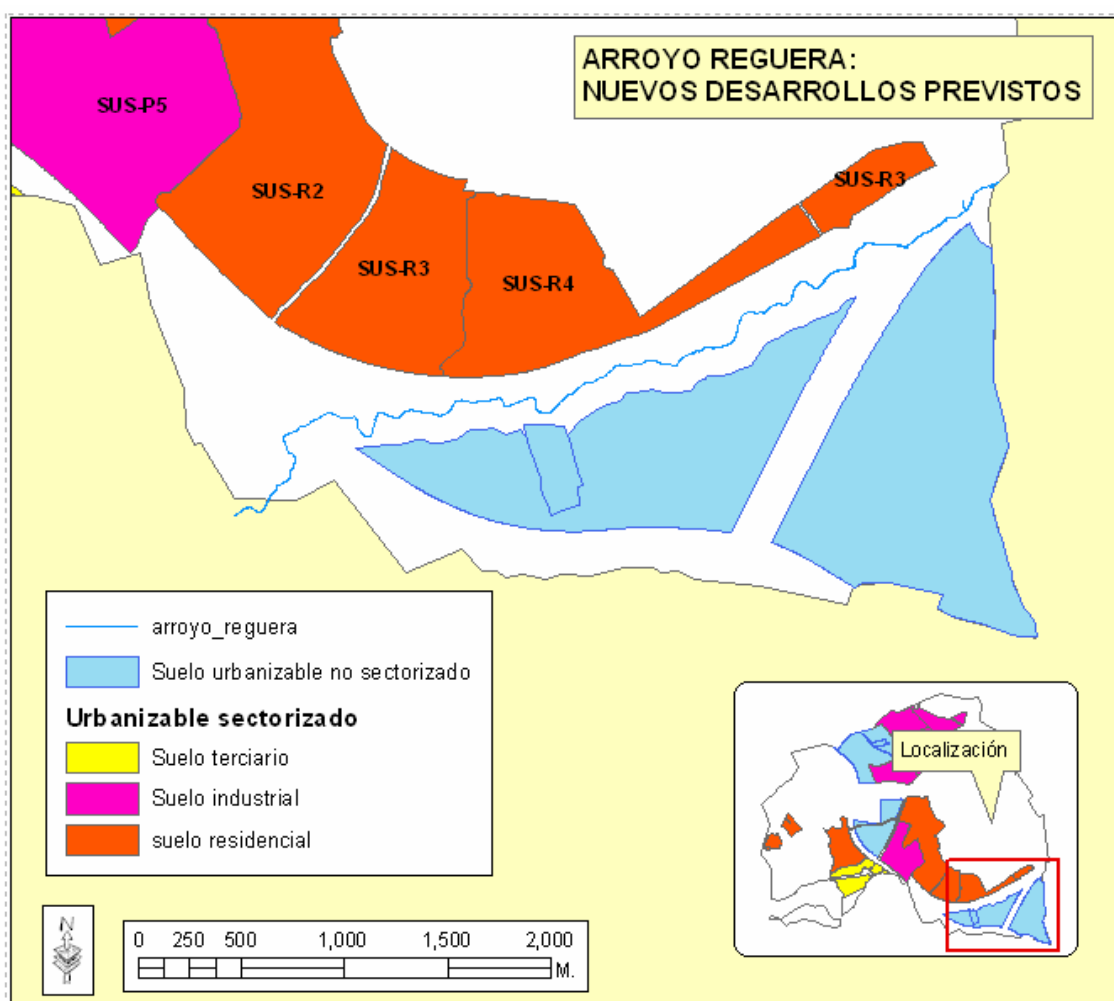 ARROYO REGUERA:
NUEVOS DESARROLLOS PREVISTOS
SUS-P5
SUS-R2
SUS-R3
SUS-R3
SUS-R4
arroyo_reguera
Suelo urbanizable no sectorizado
Urbanizable sectorizado
Suelo terciario
Suelo industrial
suelo residencial
Localización
N
0 250 500 1,000 1,500 2,000
M.